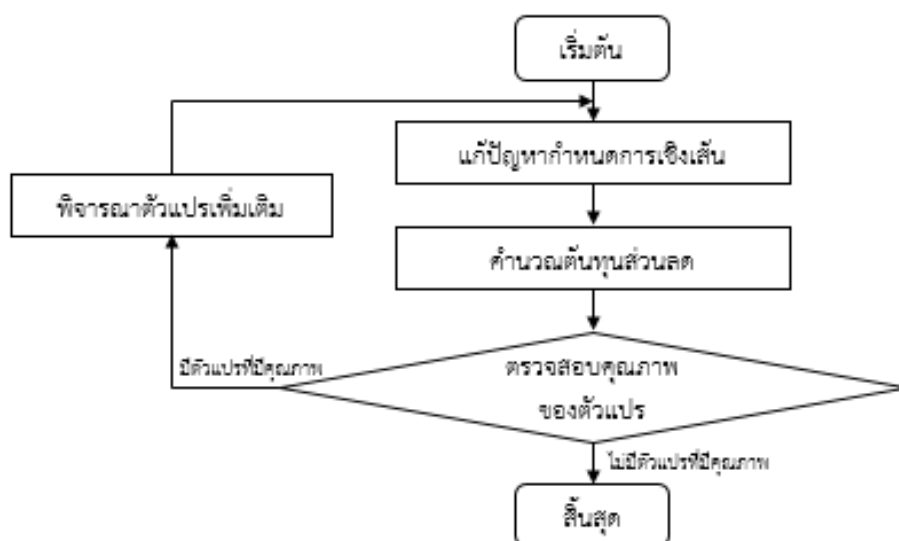 เริ่มต้น
แก้ปัญหากำหนดการเชิงเส้น
พิจารณาตัวแปรเพิ่มเติม
คำนวณต้นทุนส่วนลด
มีตัวแปรที่มีคุณภาพ
ตรวจสอบคุณภาพ
ของตัวแปร
ไม่มีตัวแปรที่มีคุณภาพ
สิ้นสุด